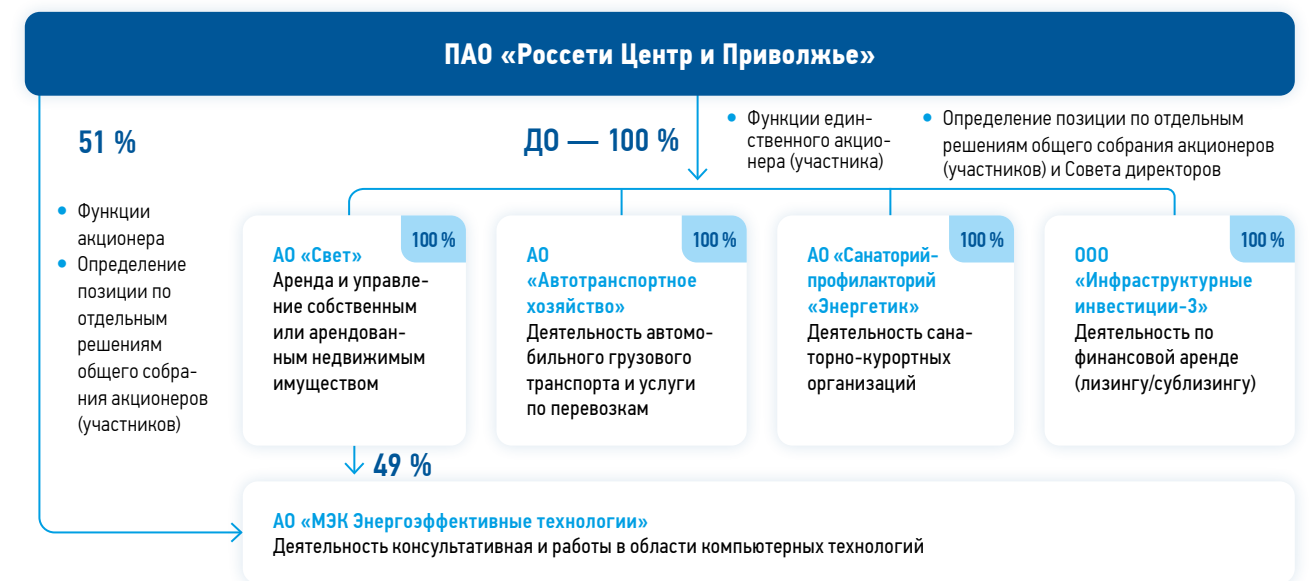 ПАО «Россети Центр и Приволжье»
51 %
• Функции
акционера
• Определение
позиции по
отдельным
решениям
общего собра-
ния акционеров
(участников)
ДО — 100 %
• Функции един-
ственного акцио-
нера (участника)
• Определение позиции по отдельным
решениям общего собрания акционеров
(участников) и Совета директоров
100 %
АО «Свет»
Аренда и управле-
ние собственным
или арендован-
ным недвижимым
имуществом
100 %
АО
«Автотранспортное
хозяйство»
Деятельность автомо-
бильного грузового
транспорта и услуги
по перевозкам
100 %
АО «Санаторий-
профилакторий
«Энергетик»
Деятельность сана-
торно-курортных
организаций
100 %
ООО
«Инфраструктурные
инвестиции-3»
Деятельность по
финансовой аренде
(лизингу/сублизингу)
49 %
АО «МЭК Энергоэффективные технологии»
Деятельность консультативная и работы в области компьютерных технологий